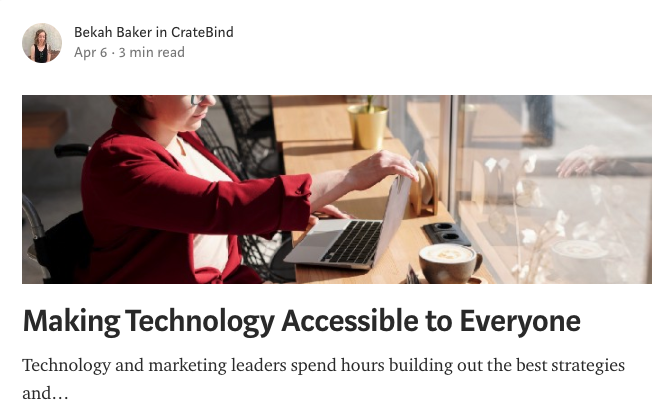 Bekah Baker in CrateBind
Apr 6 · 3 min read
Making Technology Accessible to Everyone
Technology and marketing leaders spend hours building out the best strategies
and…